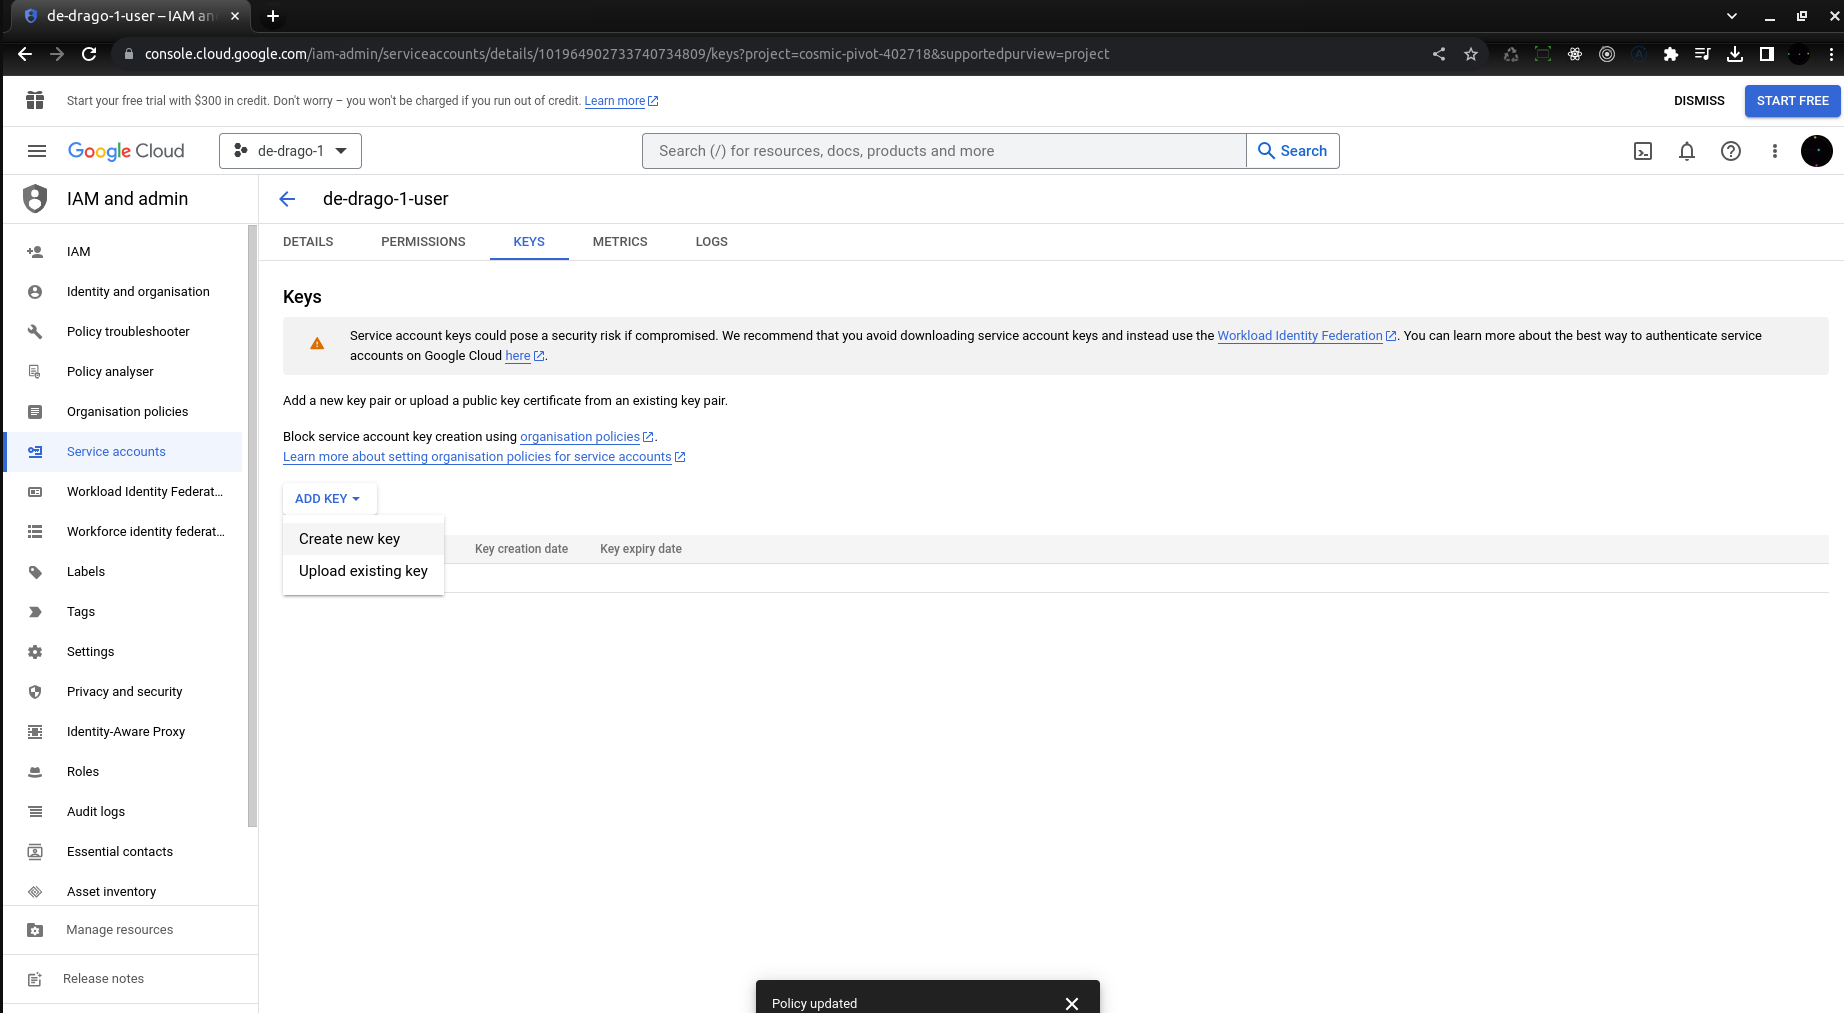 de-drago-1-user – IAM an
console.cloud.google.com/iam-admin/serviceaccounts/details/101964902733740734809/keys?project=cosmic-pivot-402718&supportedpurview=project
Start your free trial with $300 in credit. Don't worry – you won't be charged if you run out of credit. Learn more
DISMISS
START FREE
Google Cloud
de-drago-1
Search (/) for resources, docs, products and more
Search
IAM and admin
de-drago-1-user
DETAILS
PERMISSIONS
KEYS
METRICS
LOGS
IAM
Identity and organisation
Policy troubleshooter
Policy analyser
Organisation policies
Service accounts
Workload Identity Federat...
Workforce identity federat...
Labels
Tags
Settings
Privacy and security
Identity-Aware Proxy
Roles
Audit logs
Essential contacts
Asset inventory
Manage resources
Release notes
Keys
Service account keys could pose a security risk if compromised. We recommend that you avoid downloading service account keys and instead use the Workload Identity Federation. You can learn more about the best way to authenticate service
accounts on Google Cloud here.
Add a new key pair or upload a public key certificate from an existing key pair.
Block service account key creation using organisation policies.
Learn more about setting organisation policies for service accounts
ADD KEY
Create new key
Upload existing key
Key creation date
Key expiry date
Policy updated